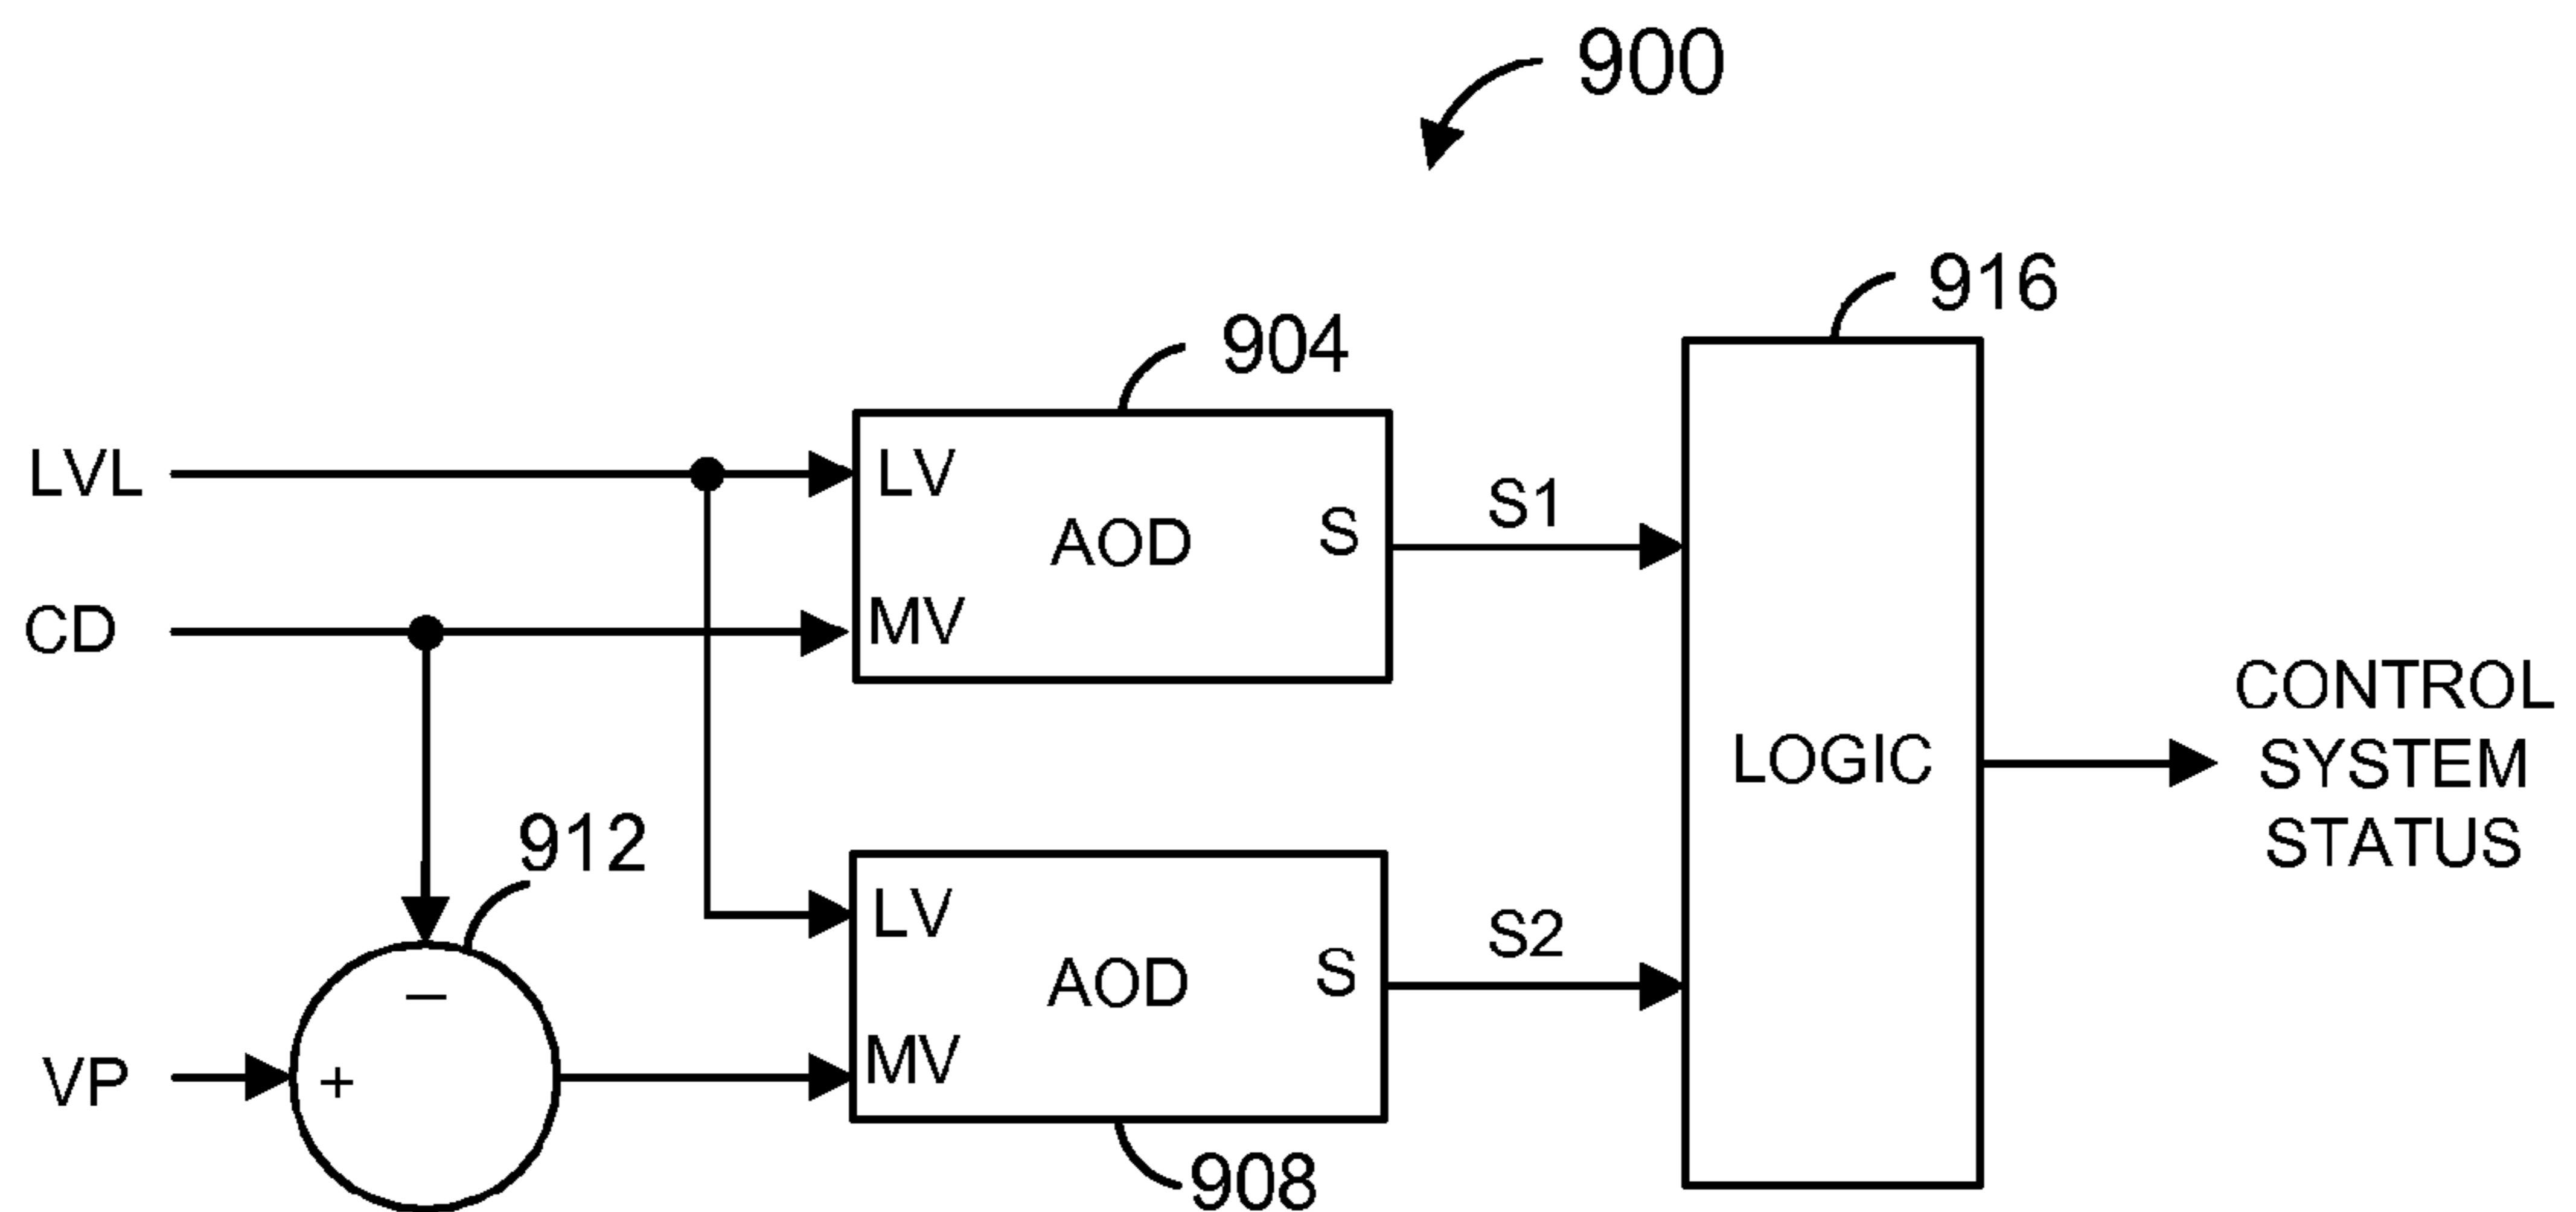 900
916
904
LVL
LV
AOD
S
S1
CD
MV
LOGIC
CONTROL
SYSTEM
STATUS
912
LV
AOD
S
S2
VP
+
−
MV
908